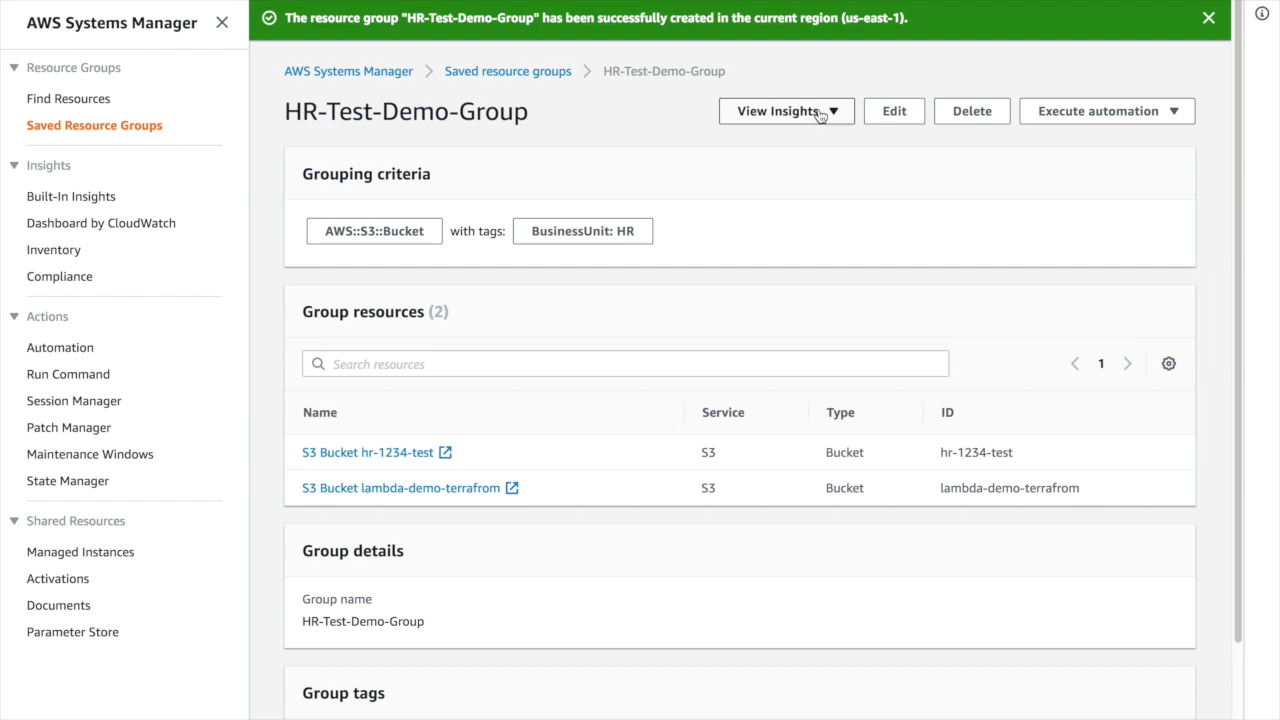 AWS Systems Manager
The resource group "HR-Test-Demo-Group" has been successfully created in the current region (us-east-1).
Resource Groups
Find Resources
Saved Resource Groups
Insights
Built-In Insights
Dashboard by CloudWatch
Inventory
Compliance
Actions
Automation
Run Command
Session Manager
Patch Manager
Maintenance Windows
State Manager
Shared Resources
Managed Instances
Activations
Documents
Parameter Store
AWS Systems Manager Saved resource groups HR-Test-Demo-Group
HR-Test-Demo-Group View Insights Edit Delete Execute automation
Grouping criteria
AWS::S3::Bucket with tags: BusinessUnit: HR
Group resources (2)
Search resources 1
Name Service Type ID
S3 Bucket hr-1234-test S3 Bucket hr-1234-test
S3 Bucket lambda-demo-terrafrom S3 Bucket lambda-demo-terrafrom
Group details
Group name
HR-Test-Demo-Group
Group tags